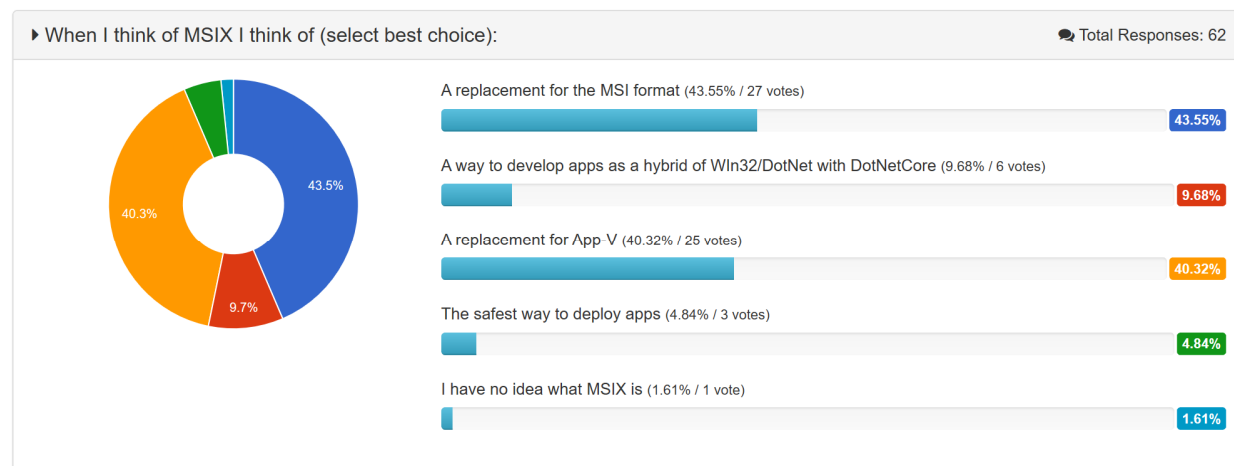 When I think of MSIX I think of (select best choice):
Total Responses: 62
A replacement for the MSI format (43.55% / 27 votes)
43.55%
A way to develop apps as a hybrid of WIn32/DotNet with DotNetCore (9.68% / 6 votes)
9.68%
A replacement for App-V (40.32% / 25 votes)
40.32%
The safest way to deploy apps (4.84% / 3 votes)
4.84%
I have no idea what MSIX is (1.61% / 1 vote)
1.61%
43.5%
40.3%
9.7%